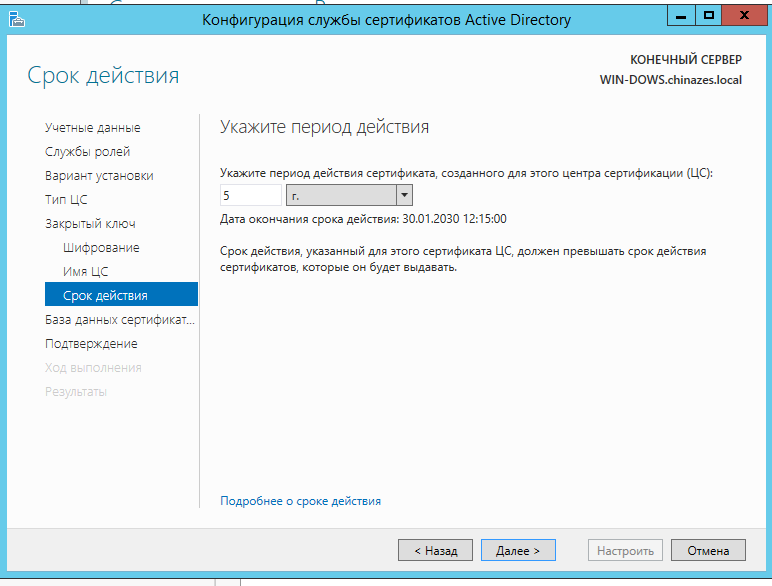 Конфигурация службы сертификатов Active Directory
Срок действия
КОНЕЧНЫЙ СЕРВЕР
WIN-DOWS.chinazes.local
Учетные данные
Службы ролей
Вариант установки
Тип ЦС
Закрытый ключ
Шифрование
Имя ЦС
Срок действия
База данных сертификат...
Подтверждение
Ход выполнения
Результаты
Укажите период действия
Укажите период действия сертификата, созданного для этого центра сертификации (ЦС):
5 г.
Дата окончания срока действия: 30.01.2030 12:15:00
Срок действия, указанный для этого сертификата ЦС, должен превышать срок действия
сертификатов, которые он будет выдавать.
Подробнее о сроке действия
< Назад Далее > Настроить Отмена